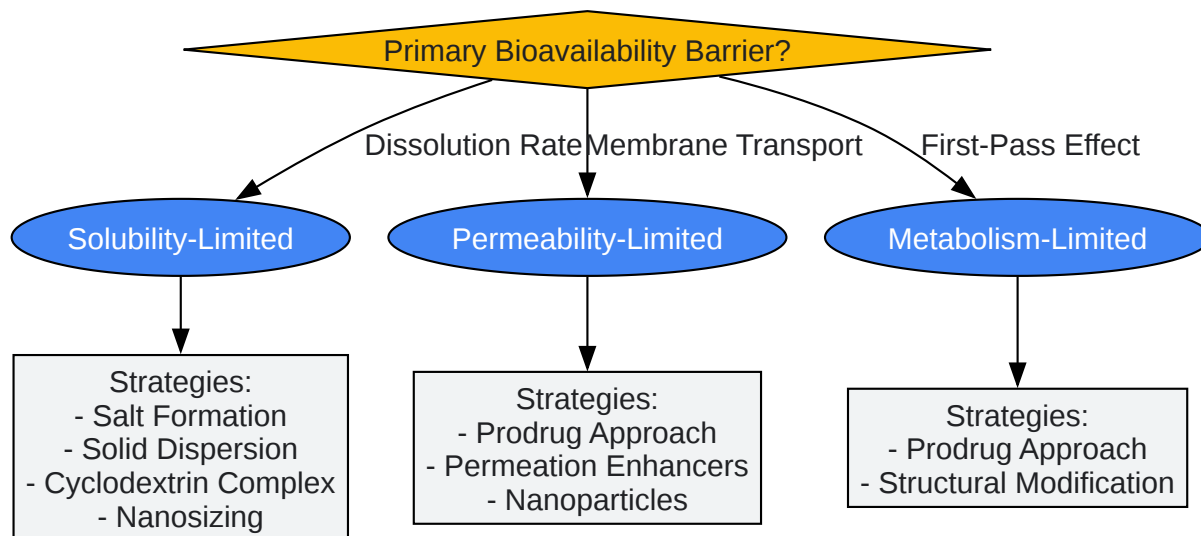 Primary Bioavailability Barrier?
Dissolution Rate
Membrane Transport
First-Pass Effect
Solubility-Limited
Permeability-Limited
Metabolism-Limited
Strategies:
- Salt Formation
- Solid Dispersion
- Cyclodextrin Complex
- Nanosizing
Strategies:
- Prodrug Approach
- Permeation Enhancers
- Nanoparticles
Strategies:
- Prodrug Approach
- Structural Modification